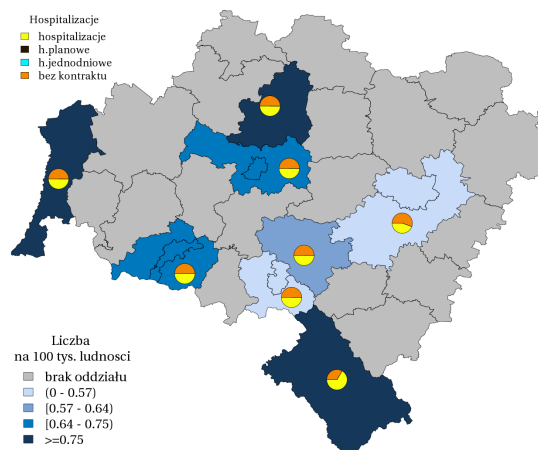 Hospitalizacje
hospitalizacje
h.planowe
h.jednodniowe
bez kontraktu
Liczba
na 100 tys. ludnosci
brak oddziału
(0 - 0.57)
[0.57 - 0.64)
[0.64 - 0.75)
>=0.75